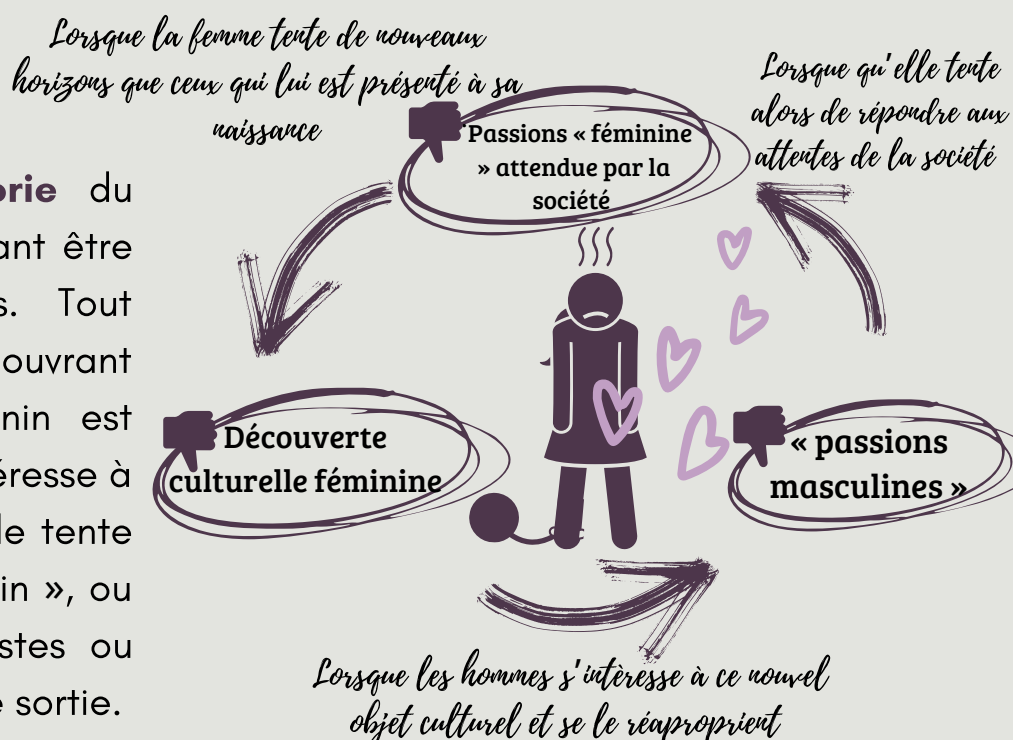 Lorsque la femme tente de nouveaux
horizons que ceux qui lui est présenté à sa
naissance
Lorsque qu'elle tente
alors de répondre aux
attentes de la société
Passions « féminine
» attendue par la
société
orie du
ant être
s. Tout
ouvrant
nin est
éresse à
le tente
in », ou
stes ou
e sortie.
Découverte
culturelle féminine
« passions
masculines »
Lorsque les hommes s'intèresse à ce nouvel
objet culturel et se le réaproprient